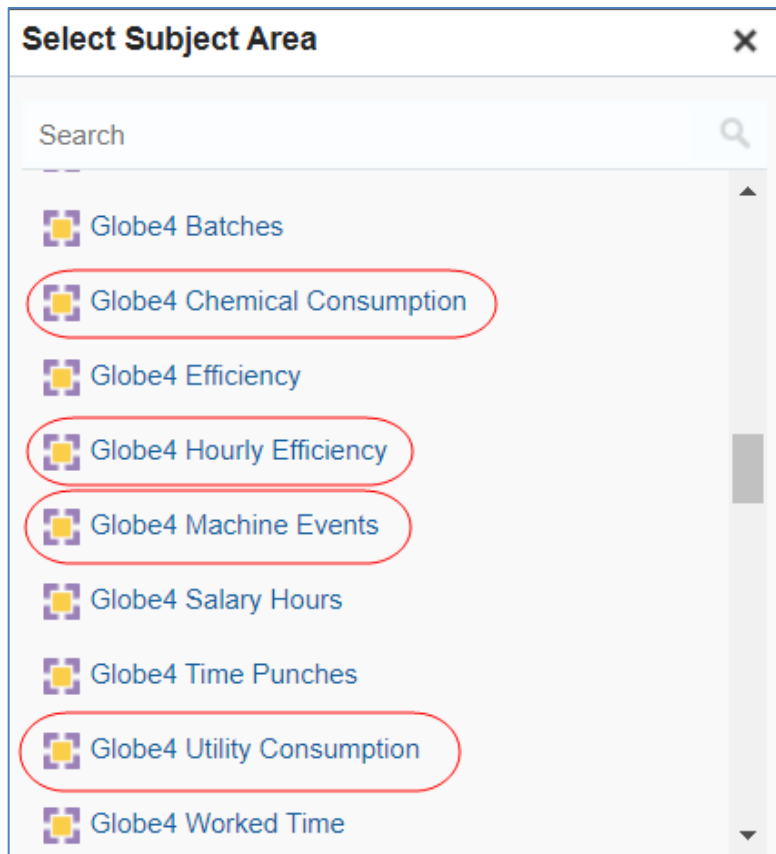 Select Subject Area
Search
Globe4 Batches
Globe4 Chemical Consumption
Globe4 Efficiency
Globe4 Hourly Efficiency
Globe4 Machine Events
Globe4 Salary Hours
Globe4 Time Punches
Globe4 Utility Consumption
Globe4 Worked Time